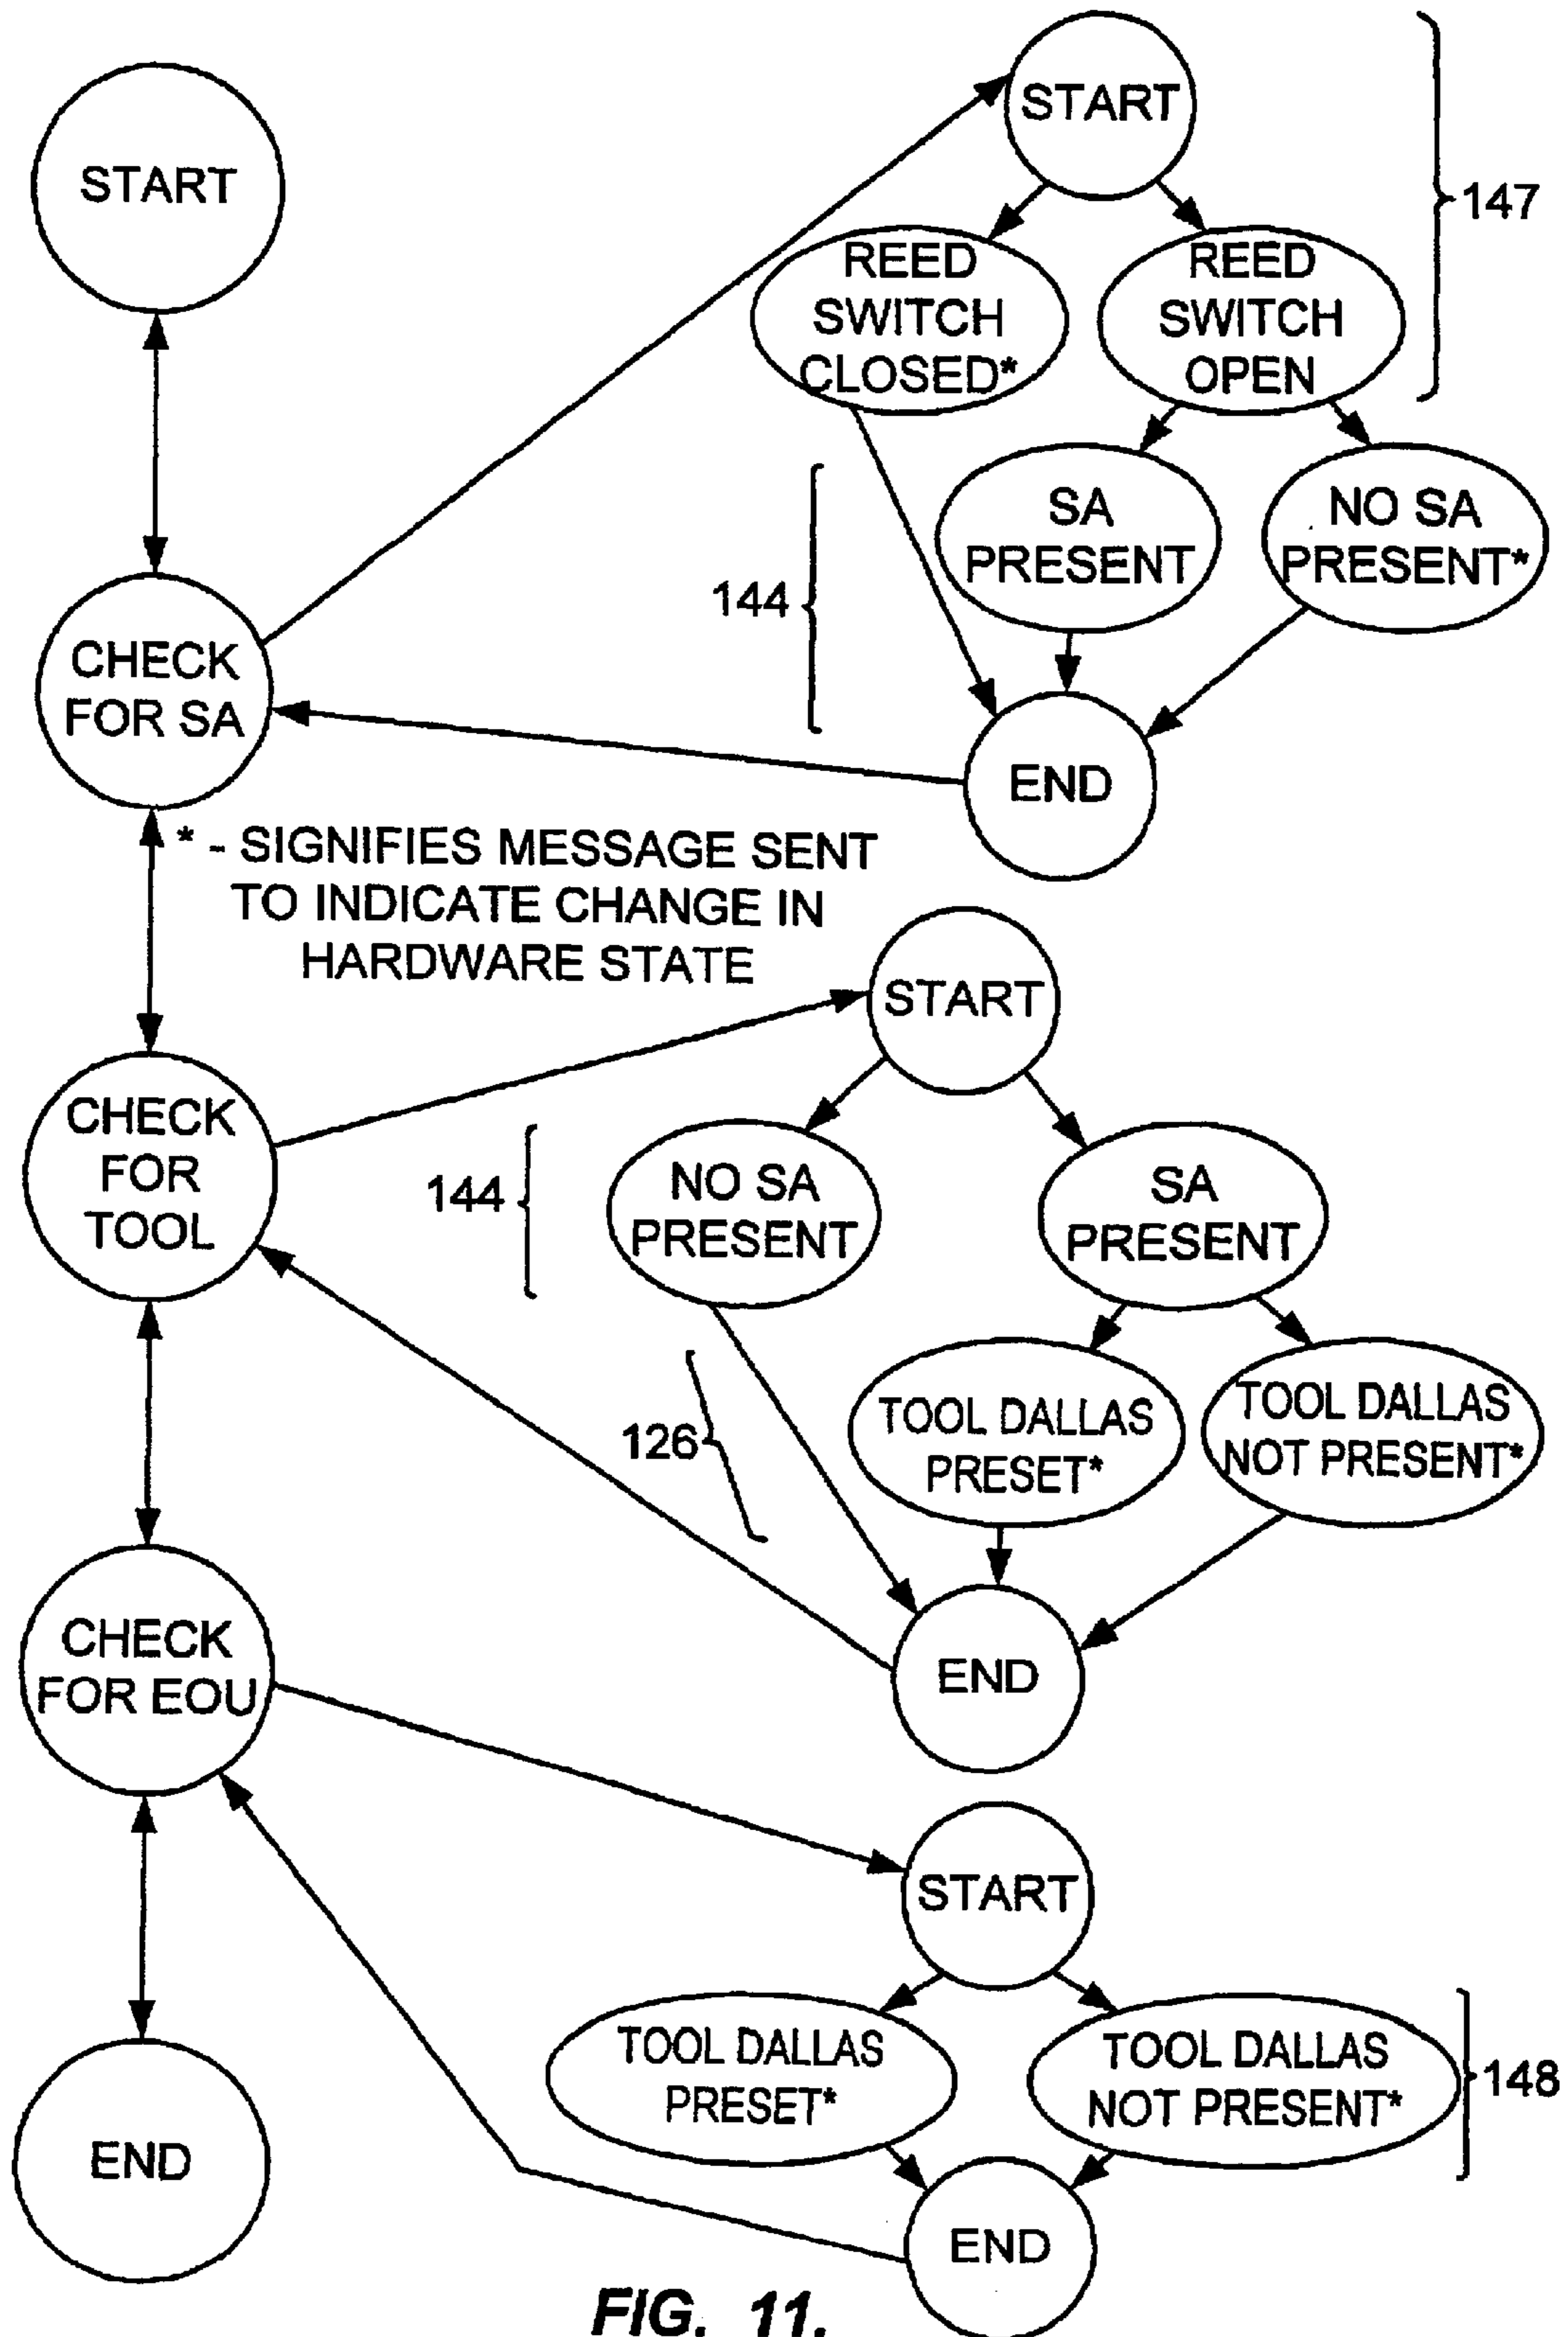 START
CHECK
FOR SA
* - SIGNIFIES MESSAGE SENT
TO INDICATE CHANGE IN
HARDWARE STATE
CHECK
FOR
TOOL
CHECK
FOR EOU
END
START
147
REED
SWITCH
CLOSED*
REED
SWITCH
OPEN
144
SA
PRESENT
NO SA
PRESENT*
END
START
144
NO SA
PRESENT
SA
PRESENT
126
TOOL DALLAS
PRESET*
TOOL DALLAS
NOT PRESENT*
END
START
TOOL DALLAS
PRESET*
TOOL DALLAS
NOT PRESENT*
148
END
FIG. 11.